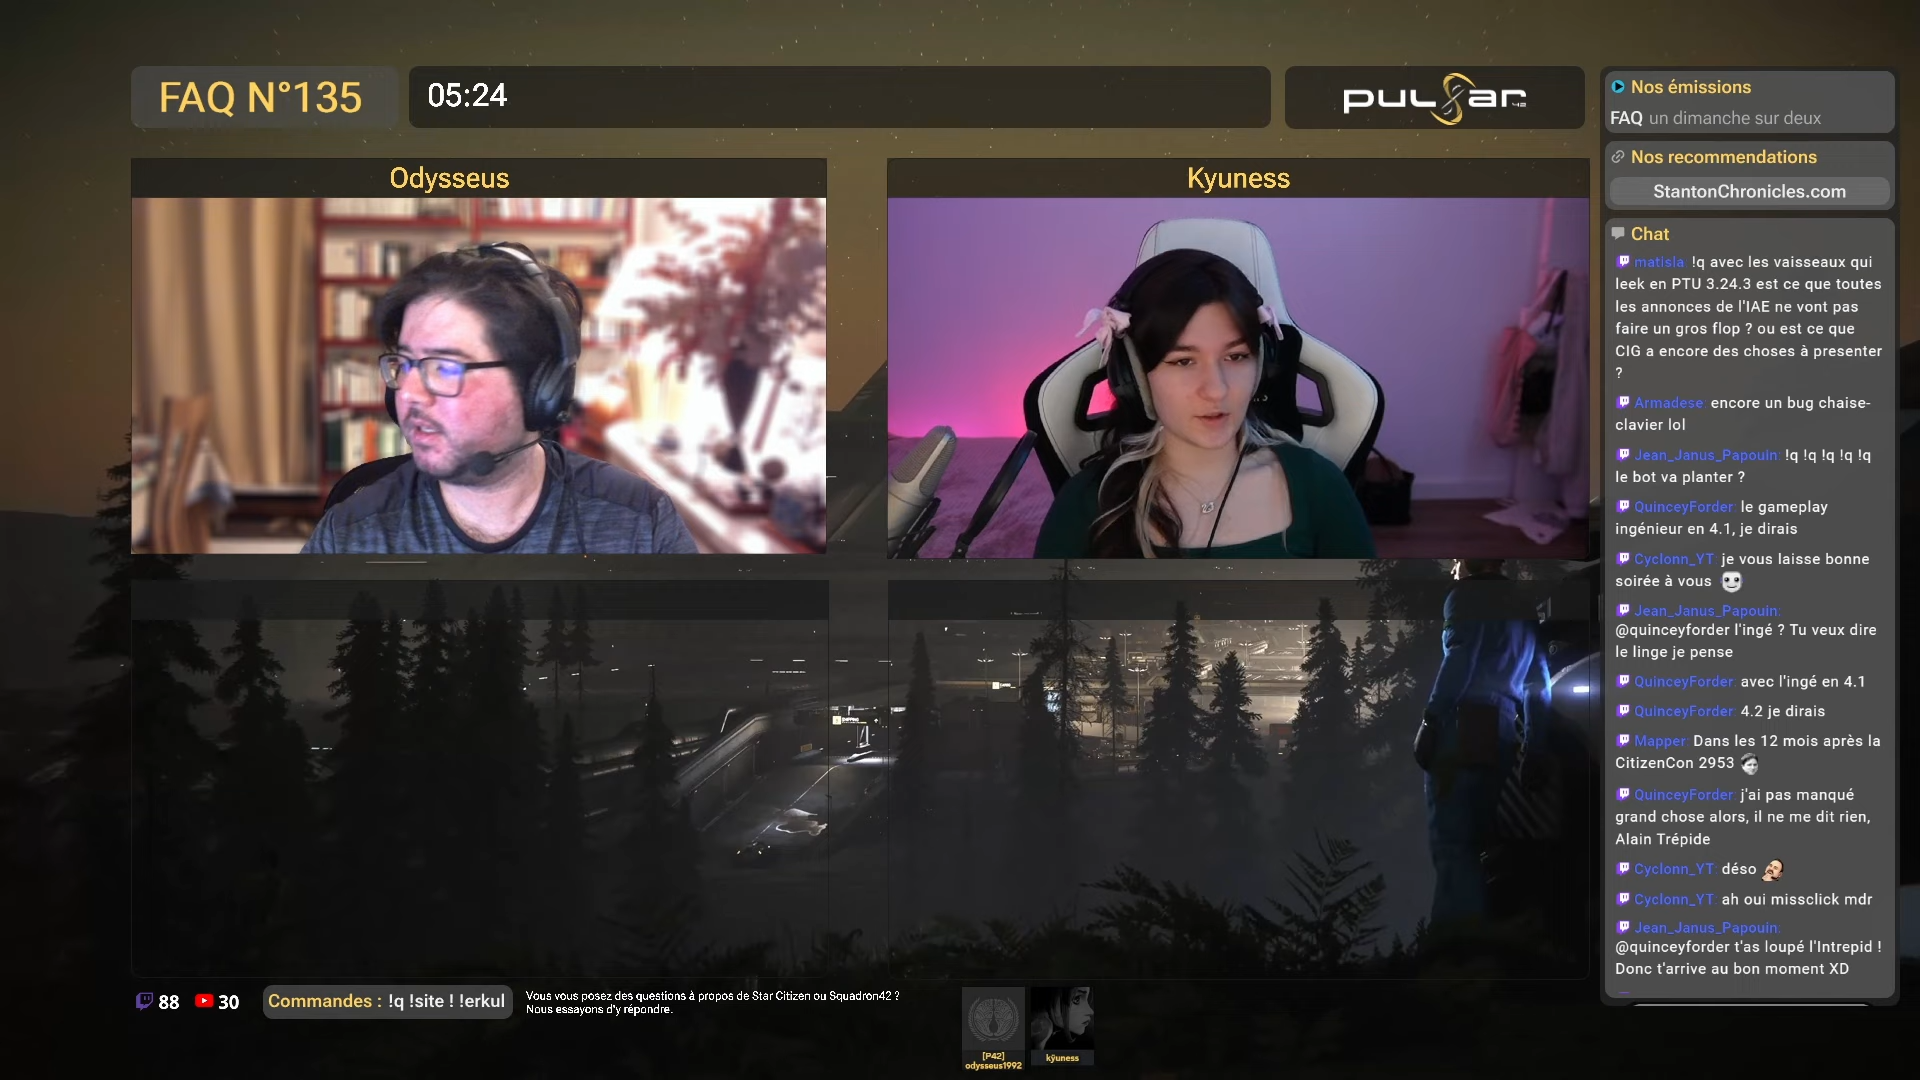 FAQ N°135
05:24
pulsar42
Odysseus
Kyuness
Nos émissions
FAQ un dimanche sur deux
Nos recommendations
StantonChronicles.com
Chat
matisla: !q avec les vaisseaux qui
leek en PTU 3.24.3 est ce que toutes
les annonces de l'IAE ne vont pas
faire un gros flop ? ou est ce que
CIG a encore des choses à presenter
?
Armadese: encore un bug chaise-
clavier lol
Jean_Janus_Papouin: !q !q !q !q !q
le bot va planter ?
QuinceyForder: le gameplay
ingénieur en 4.1, je dirais
Cyclonn_YT: je vous laisse bonne
soirée à vous
Jean_Janus_Papouin:
@quinceyforder l'ingé ? Tu veux dire
le linge je pense
QuinceyForder: avec l'ingé en 4.1
QuinceyForder: 4.2 je dirais
Mapper: Dans les 12 mois après la
CitizenCon 2953
QuinceyForder: j'ai pas manqué
grand chose alors, il ne me dit rien,
Alain Trépide
Cyclonn_YT: déso
Cyclonn_YT: ah oui missclick mdr
Jean_Janus_Papouin:
@quinceyforder t'as loupé l'Intrepid !
Donc t'arrive au bon moment XD
88 30
Commandes : !q !site ! !erkul
Vous vous posez des questions à propos de Star Citizen ou Squadron42 ?
Nous essayons d'y répondre.
[P42]
odysseus1992
kÿuness